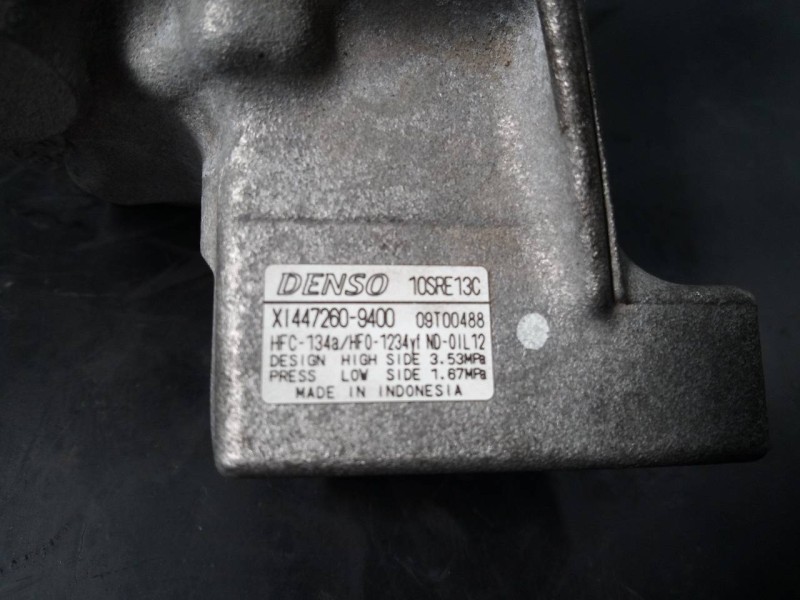 DENSO 10SRE13C
XI447260-9400 09T00488
HFC-134a/HFO-1234yf ND-OIL12
DESIGN HIGH SIDE 3.53MPa
PRESS LOW SIDE 1.67MPa
MADE IN INDONESIA